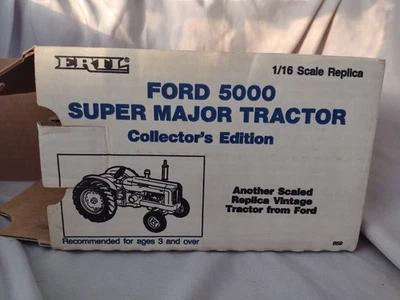 ERTL
1/16 Scale Replica
FORD 5000
SUPER MAJOR TRACTOR
Collector's Edition
Another Scaled
Replica Vintage
Tractor from Ford
Recommended for ages 3 and over